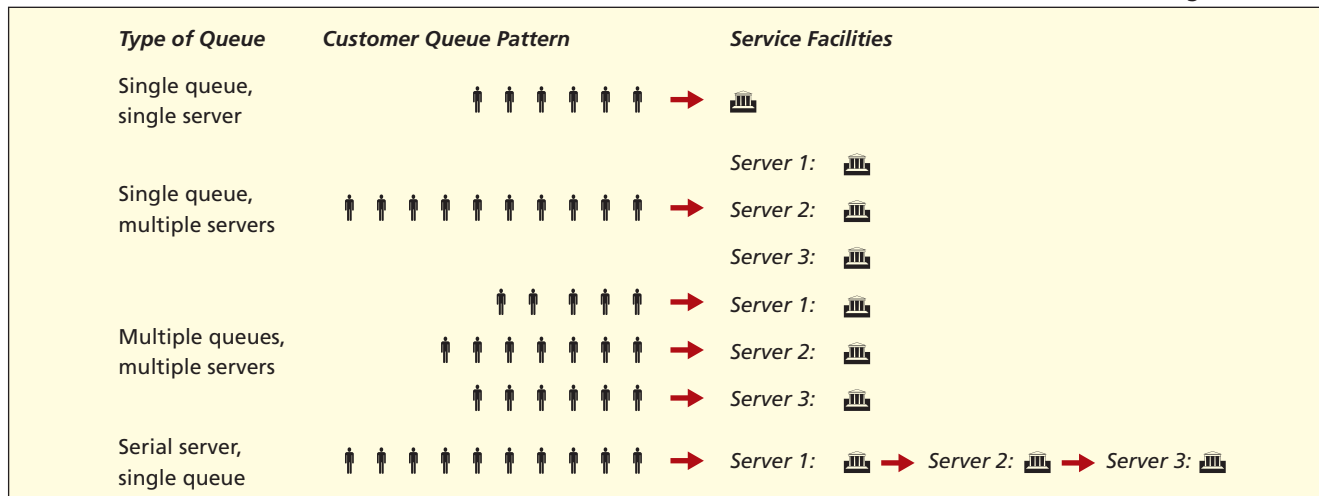 Type of Queue Customer Queue Pattern Service Facilities
Single queue,
single server
Server 1:
Single queue,
multiple servers
Server 2:
Server 3:
Server 1:
Multiple queues,
multiple servers
Server 2:
Server 3:
Serial server,
single queue
Server 1: Server 2: Server 3: